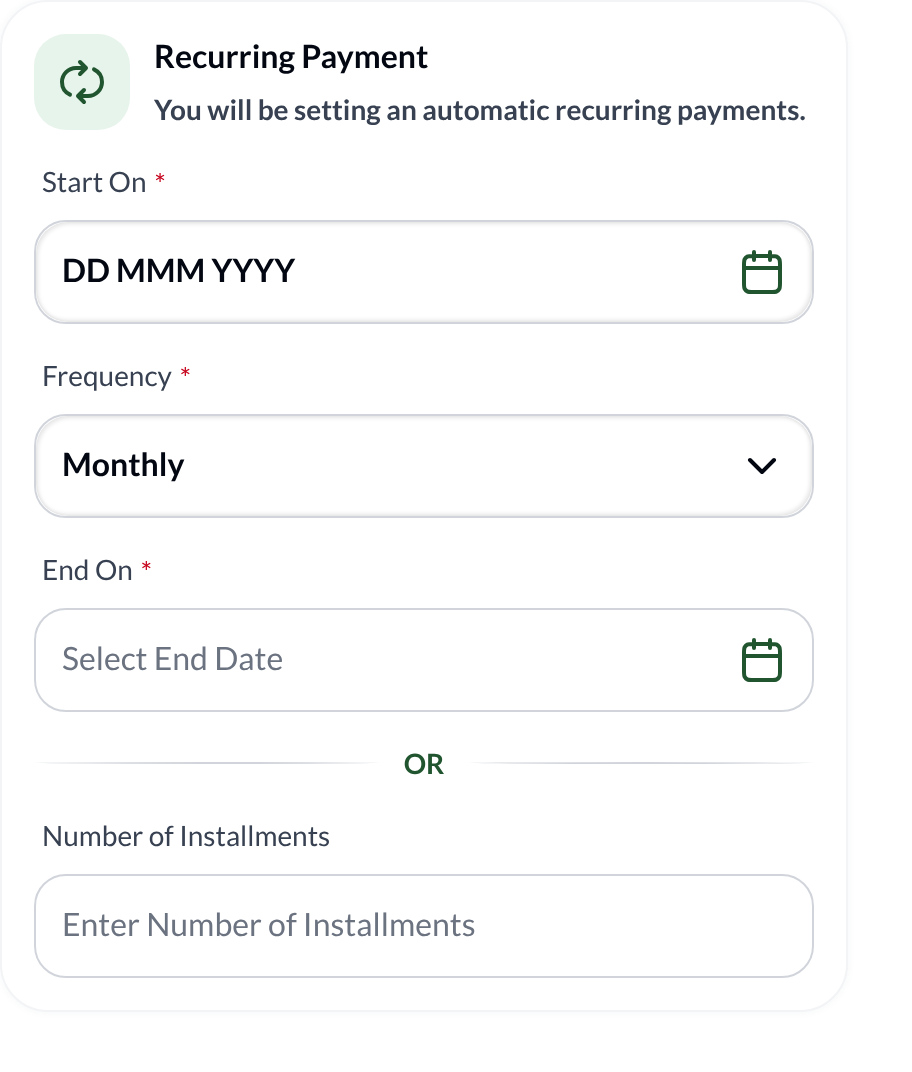 Recurring Payment
You will be setting an automatic recurring payments.
Start On *
DD MMM YYYY
Frequency *
Monthly
End On *
Select End Date
OR
Number of Installments
Enter Number of Installments